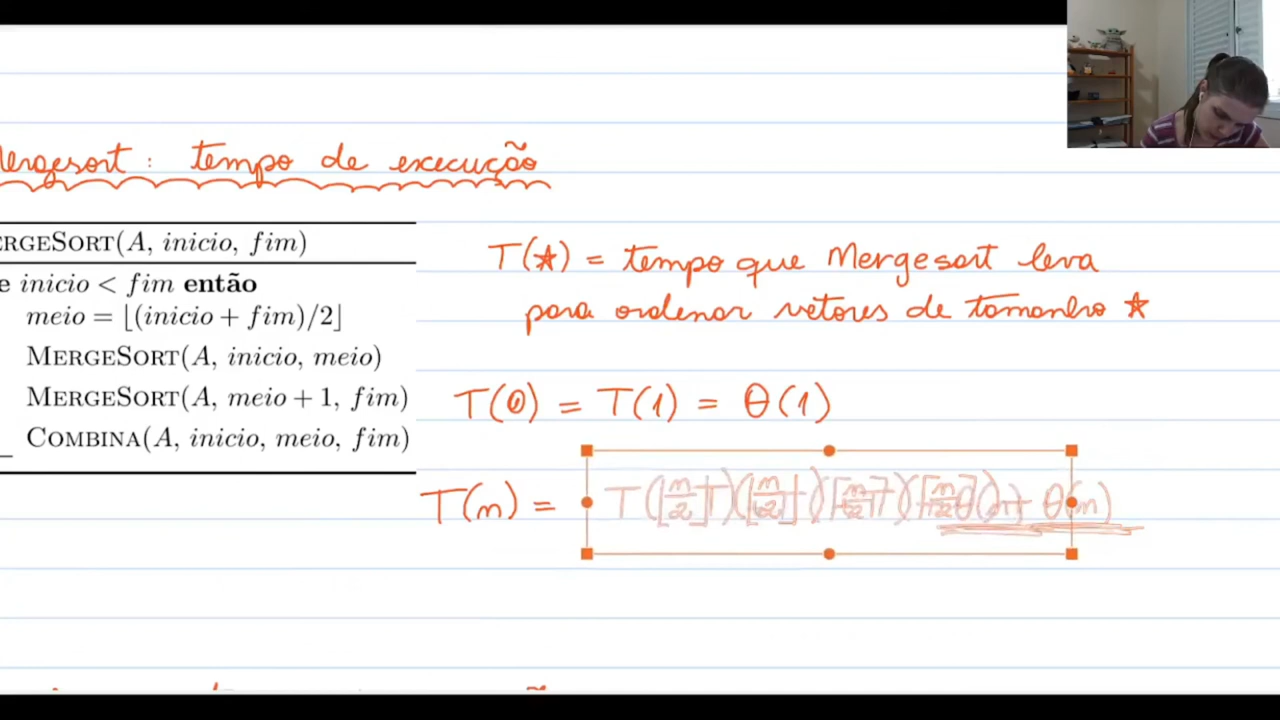 ergesort : tempo de execução
ERGESORT(A, inicio, fim)
e inicio < fim então
meio = ⌊(inicio + fim)/2⌋
MERGESORT(A, inicio, meio)
MERGESORT(A, meio + 1, fim)
COMBINA(A, inicio, meio, fim)
T(★) = tempo que Mergesort leva
para ordenar vetores de tamanho ★
T(0) = T(1) = Θ(1)
T(n) =